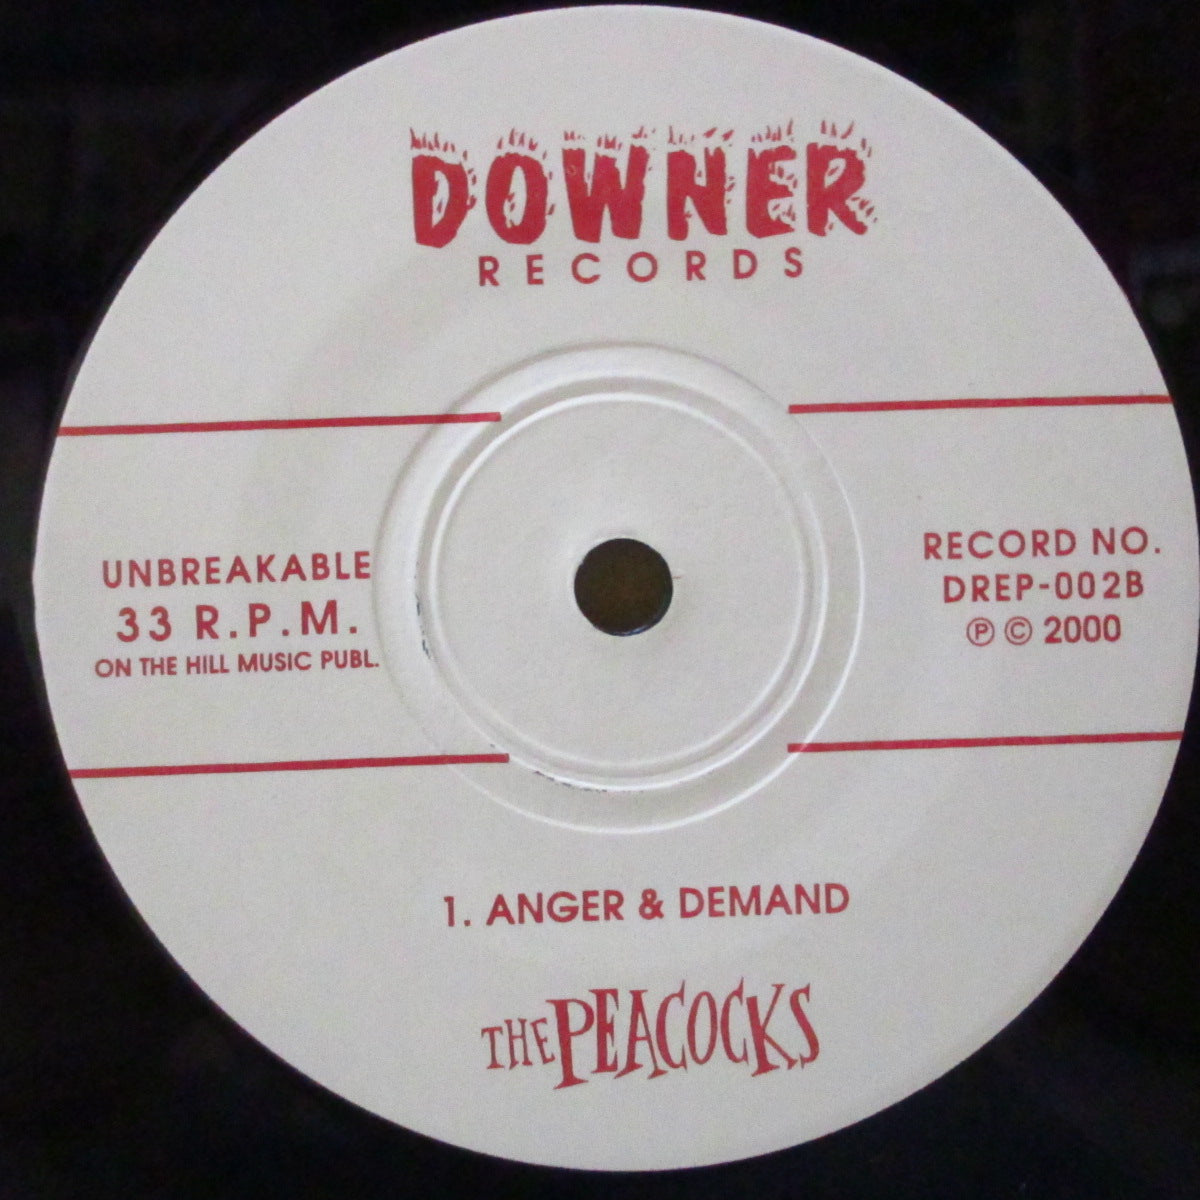 DOWNER
RECORDS
UNBREAKABLE
33 R.P.M.
ON THE HILL MUSIC PUBL.
RECORD NO.
DREP-002B
℗ © 2000
1. ANGER & DEMAND
THE PEACOCKS